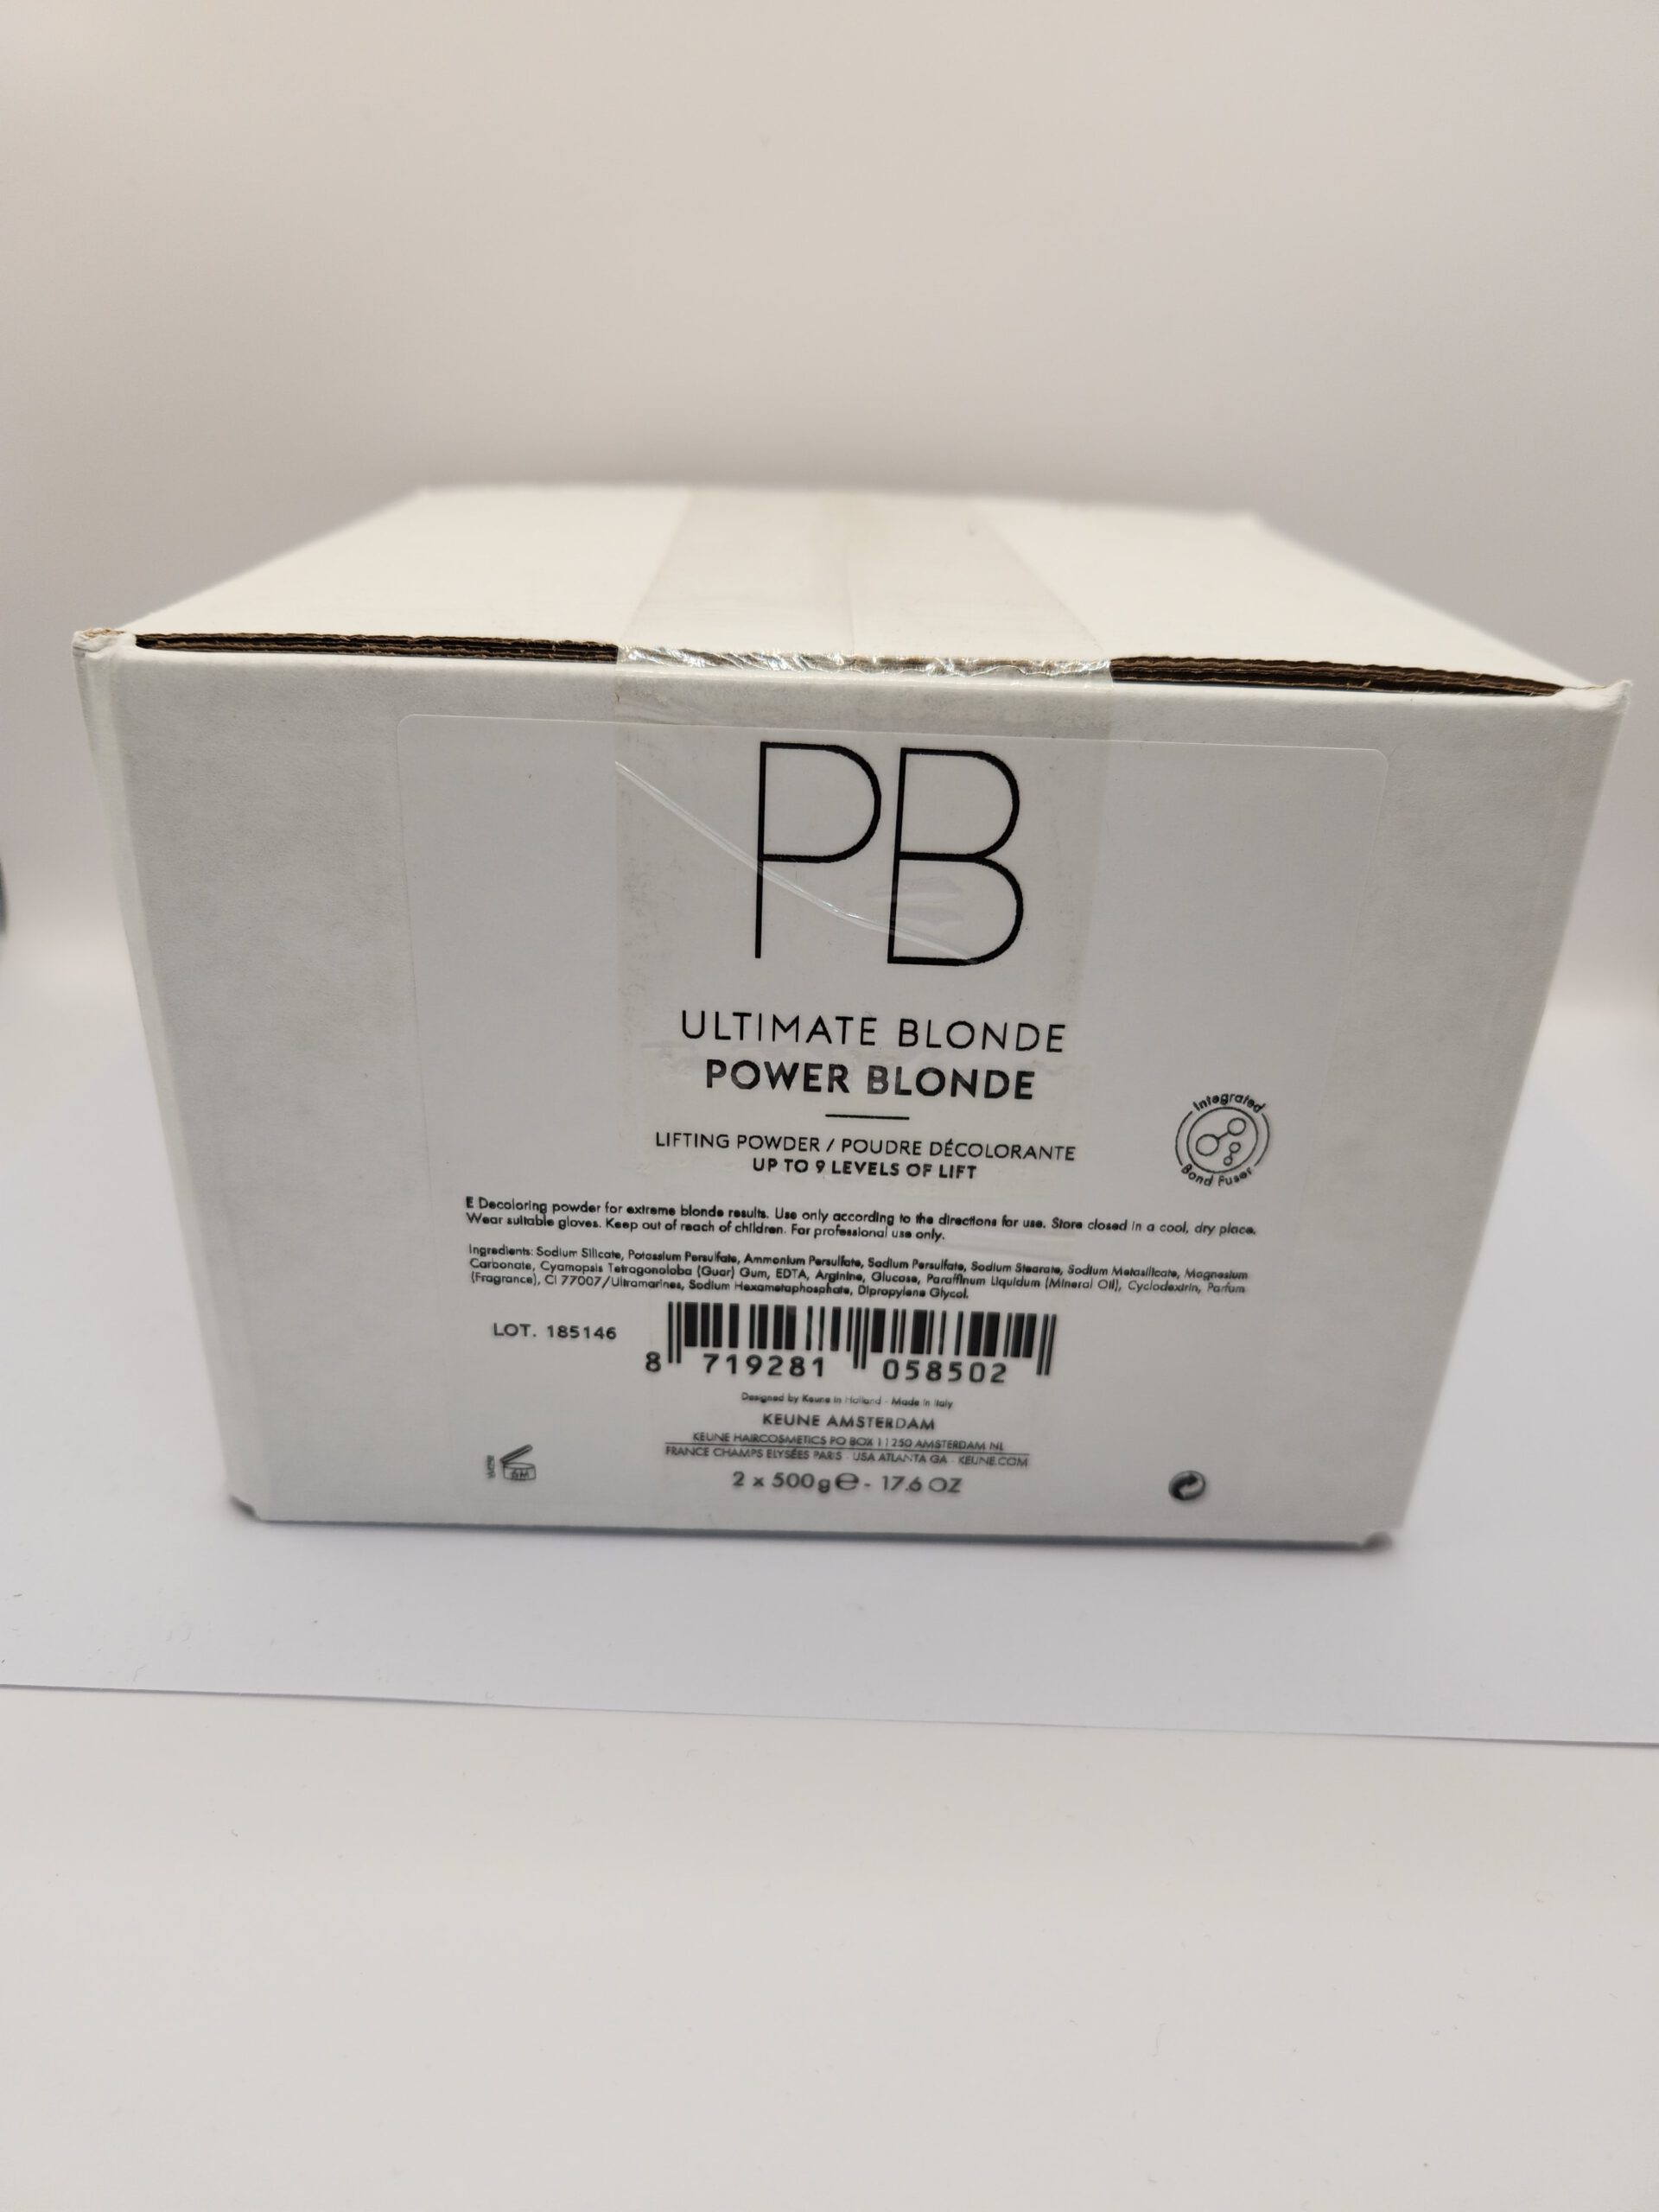 PB
ULTIMATE BLONDE
POWER BLONDE
LIFTING POWDER / POUDRE DÉCOLORANTE
UP TO 9 LEVELS OF LIFT
Integrated
Bond Fuser
E Decoloring powder for extreme blonde results. Use only according to the directions for use. Store closed in a cool, dry place.
Wear suitable gloves. Keep out of reach of children. For professional use only.
Ingredients: Sodium Silicate, Potassium Persulfate, Ammonium Persulfate, Sodium Persulfate, Sodium Stearate, Sodium Metasilicate, Magnesium
Carbonate, Cyamopsis Tetragonoloba (Guar) Gum, EDTA, Arginine, Glucose, Paraffinum Liquidum (Mineral Oil), Cyclodextrin, Parfum
(Fragrance), CI 77007/Ultramarines, Sodium Hexametaphosphate, Dipropylene Glycol.
LOT. 185146
8 719281 058502
Designed by Keune in Holland - Made in Italy
KEUNE AMSTERDAM
KEUNE HAIRCOSMETICS PO BOX 11250 AMSTERDAM NL
FRANCE CHAMPS ELYSÉES PARIS - USA ATLANTA GA - KEUNE.COM
6M
2 x 500g e - 17.6 OZ